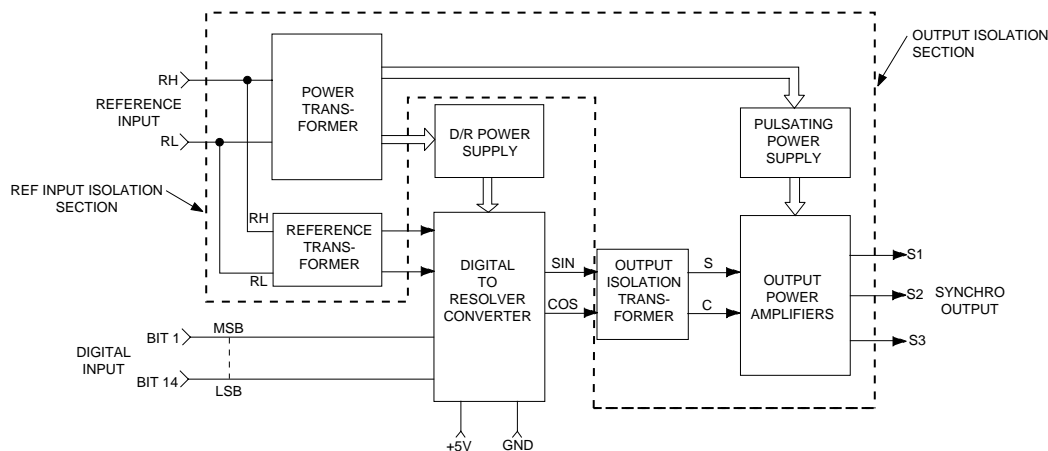 OUTPUT ISOLATION
SECTION
RH
REFERENCE
INPUT
RL
POWER
TRANS-
FORMER
D/R POWER
SUPPLY
PULSATING
POWER
SUPPLY
REF INPUT ISOLATION
SECTION
RH
RL
REFERENCE
TRANS-
FORMER
DIGITAL
TO
RESOLVER
CONVERTER
SIN
COS
OUTPUT
ISOLATION
TRANS-
FORMER
S
C
OUTPUT
POWER
AMPLIFIERS
S1
S2
S3
SYNCHRO
OUTPUT
DIGITAL
INPUT
BIT 1
MSB
BIT 14
LSB
+5V
GND